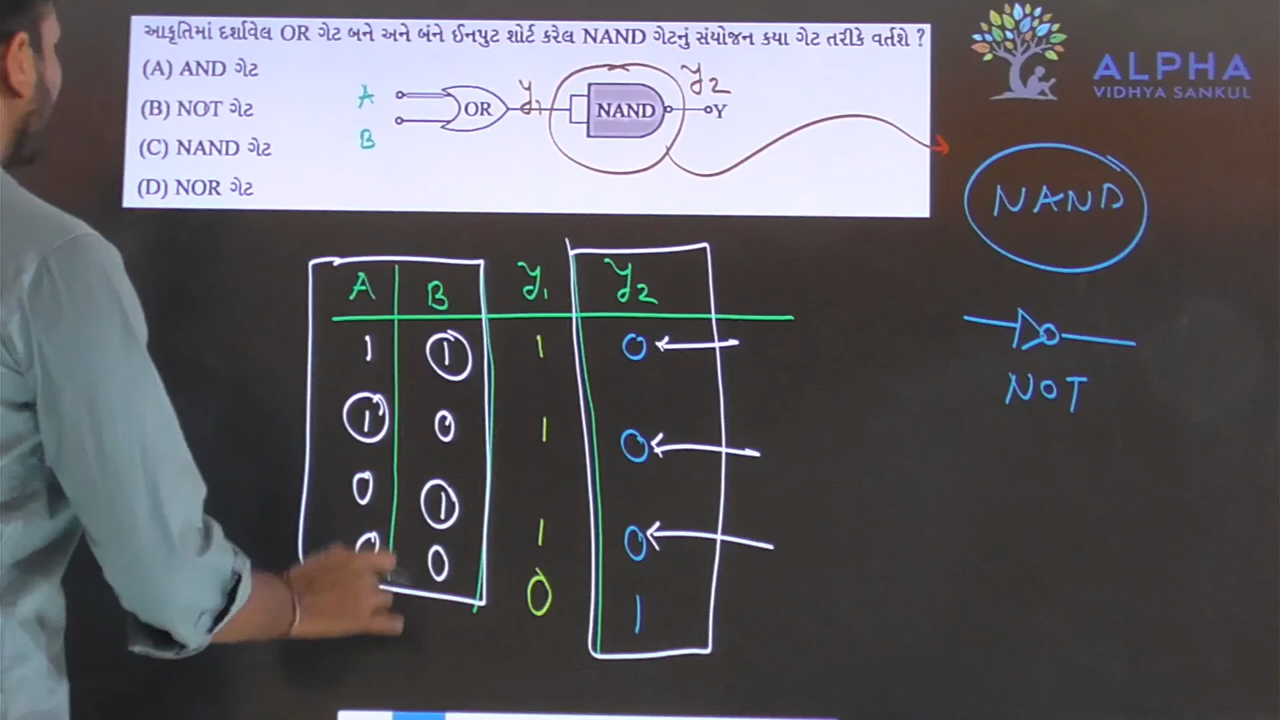 આકૃતિમાં દર્શાવેલ OR ગેટ બને અને બંને ઈનપુટ શોર્ટ કરેલ NAND ગેટનું સંયોજન કયા ગેટ તરીકે વર્તશે ?
(A) AND ગેટ
(B) NOT ગેટ
(C) NAND ગેટ
(D) NOR ગેટ
A
B
OR
y₁
NAND
y₂
Y
ALPHA
VIDHYA SANKUL
NAND
NOT
A B y₁ y₂
1 1 1 0
1 0 1 0
0 1 1 0
0 0 0 1